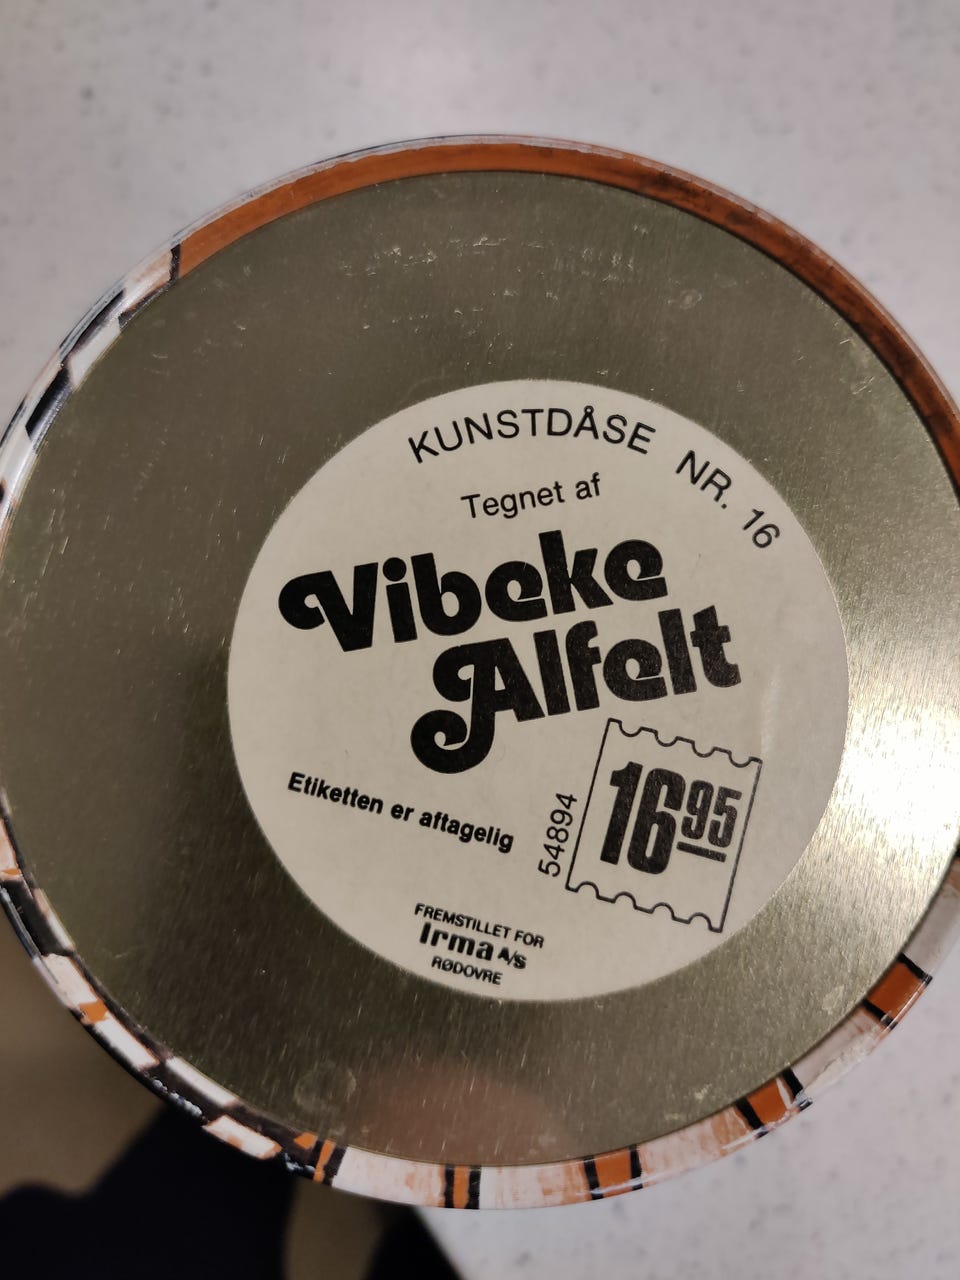 KUNSTDÅSE NR. 16
Tegnet af
Vibeke
Alfelt
16 95
54894
Etiketten er aftagelig
FREMSTILLET FOR
Irma A/S
RØDOVRE